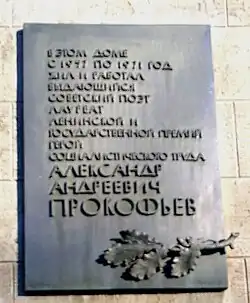 В ЭТОМ ДОМЕ
С 1947 ПО 1971 ГОД
ЖИЛ И РАБОТАЛ
ВЫДАЮЩИЙСЯ
СОВЕТСКИЙ ПОЭТ
ЛАУРЕАТ
ЛЕНИНСКОЙ И
ГОСУДАРСТВЕННОЙ ПРЕМИЙ
ГЕРОЙ
СОЦИАЛИСТИЧЕСКОГО ТРУДА
АЛЕКСАНДР
АНДРЕЕВИЧ
ПРОКОФЬЕВ